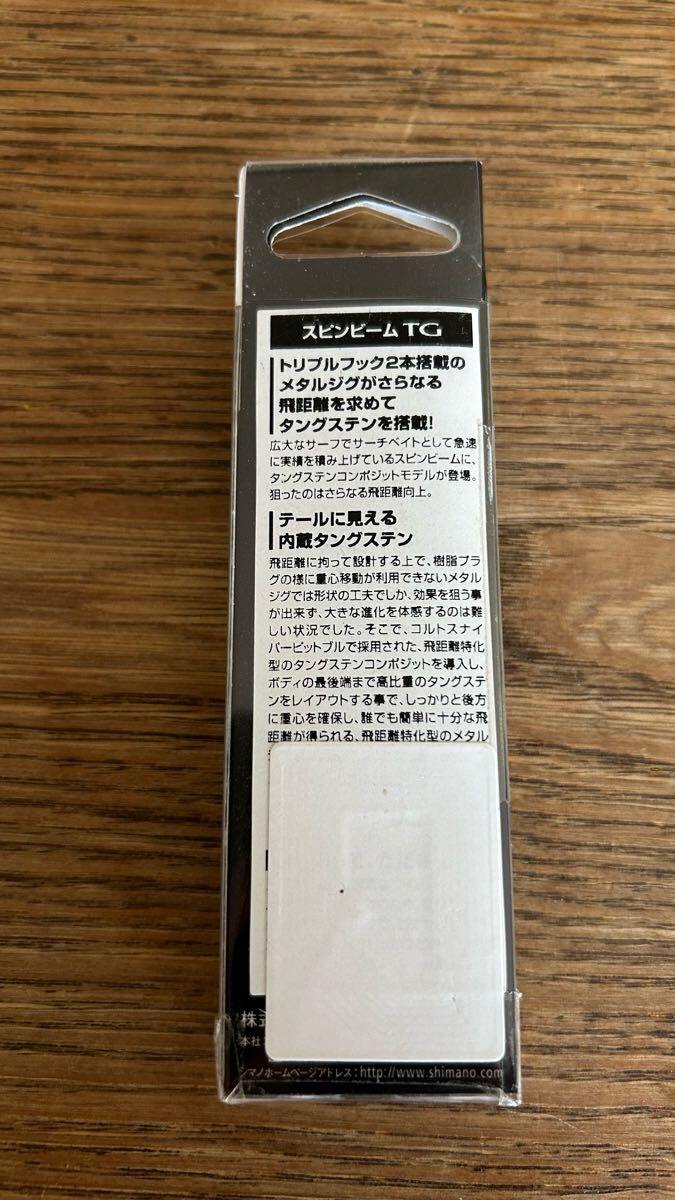 スピンビーム TG
トリプルフック2本搭載の
メタルジグがさらなる
飛距離を求めて
タングステンを搭載!
広大なサーフでサーチベイトとして急速
に実績を積み上げているスピンビームに、
タングステンコンポジットモデルが登場。
狙ったのはさらなる飛距離向上。
テールに見える
内蔵タングステン
飛距離に拘って設計する上で、樹脂プラ
グの様に重心移動が利用できないメタル
ジグでは形状の工夫でしか、効果を狙う事
が出来ず、大きな進化を体感するのは難
しい状況でした。そこで、コルトスナイ
パーピットブルで採用された、飛距離特化
型のタングステンコンポジットを導入し、
ボディの最後端まで高比重のタングステ
ンをレイアウトする事で、しっかりと後方
に重心を確保し、誰でも簡単に十分な飛
距離が得られる、飛距離特化型のメタル
株式
本社
シマノホームページアドレス:http://www.shimano.com